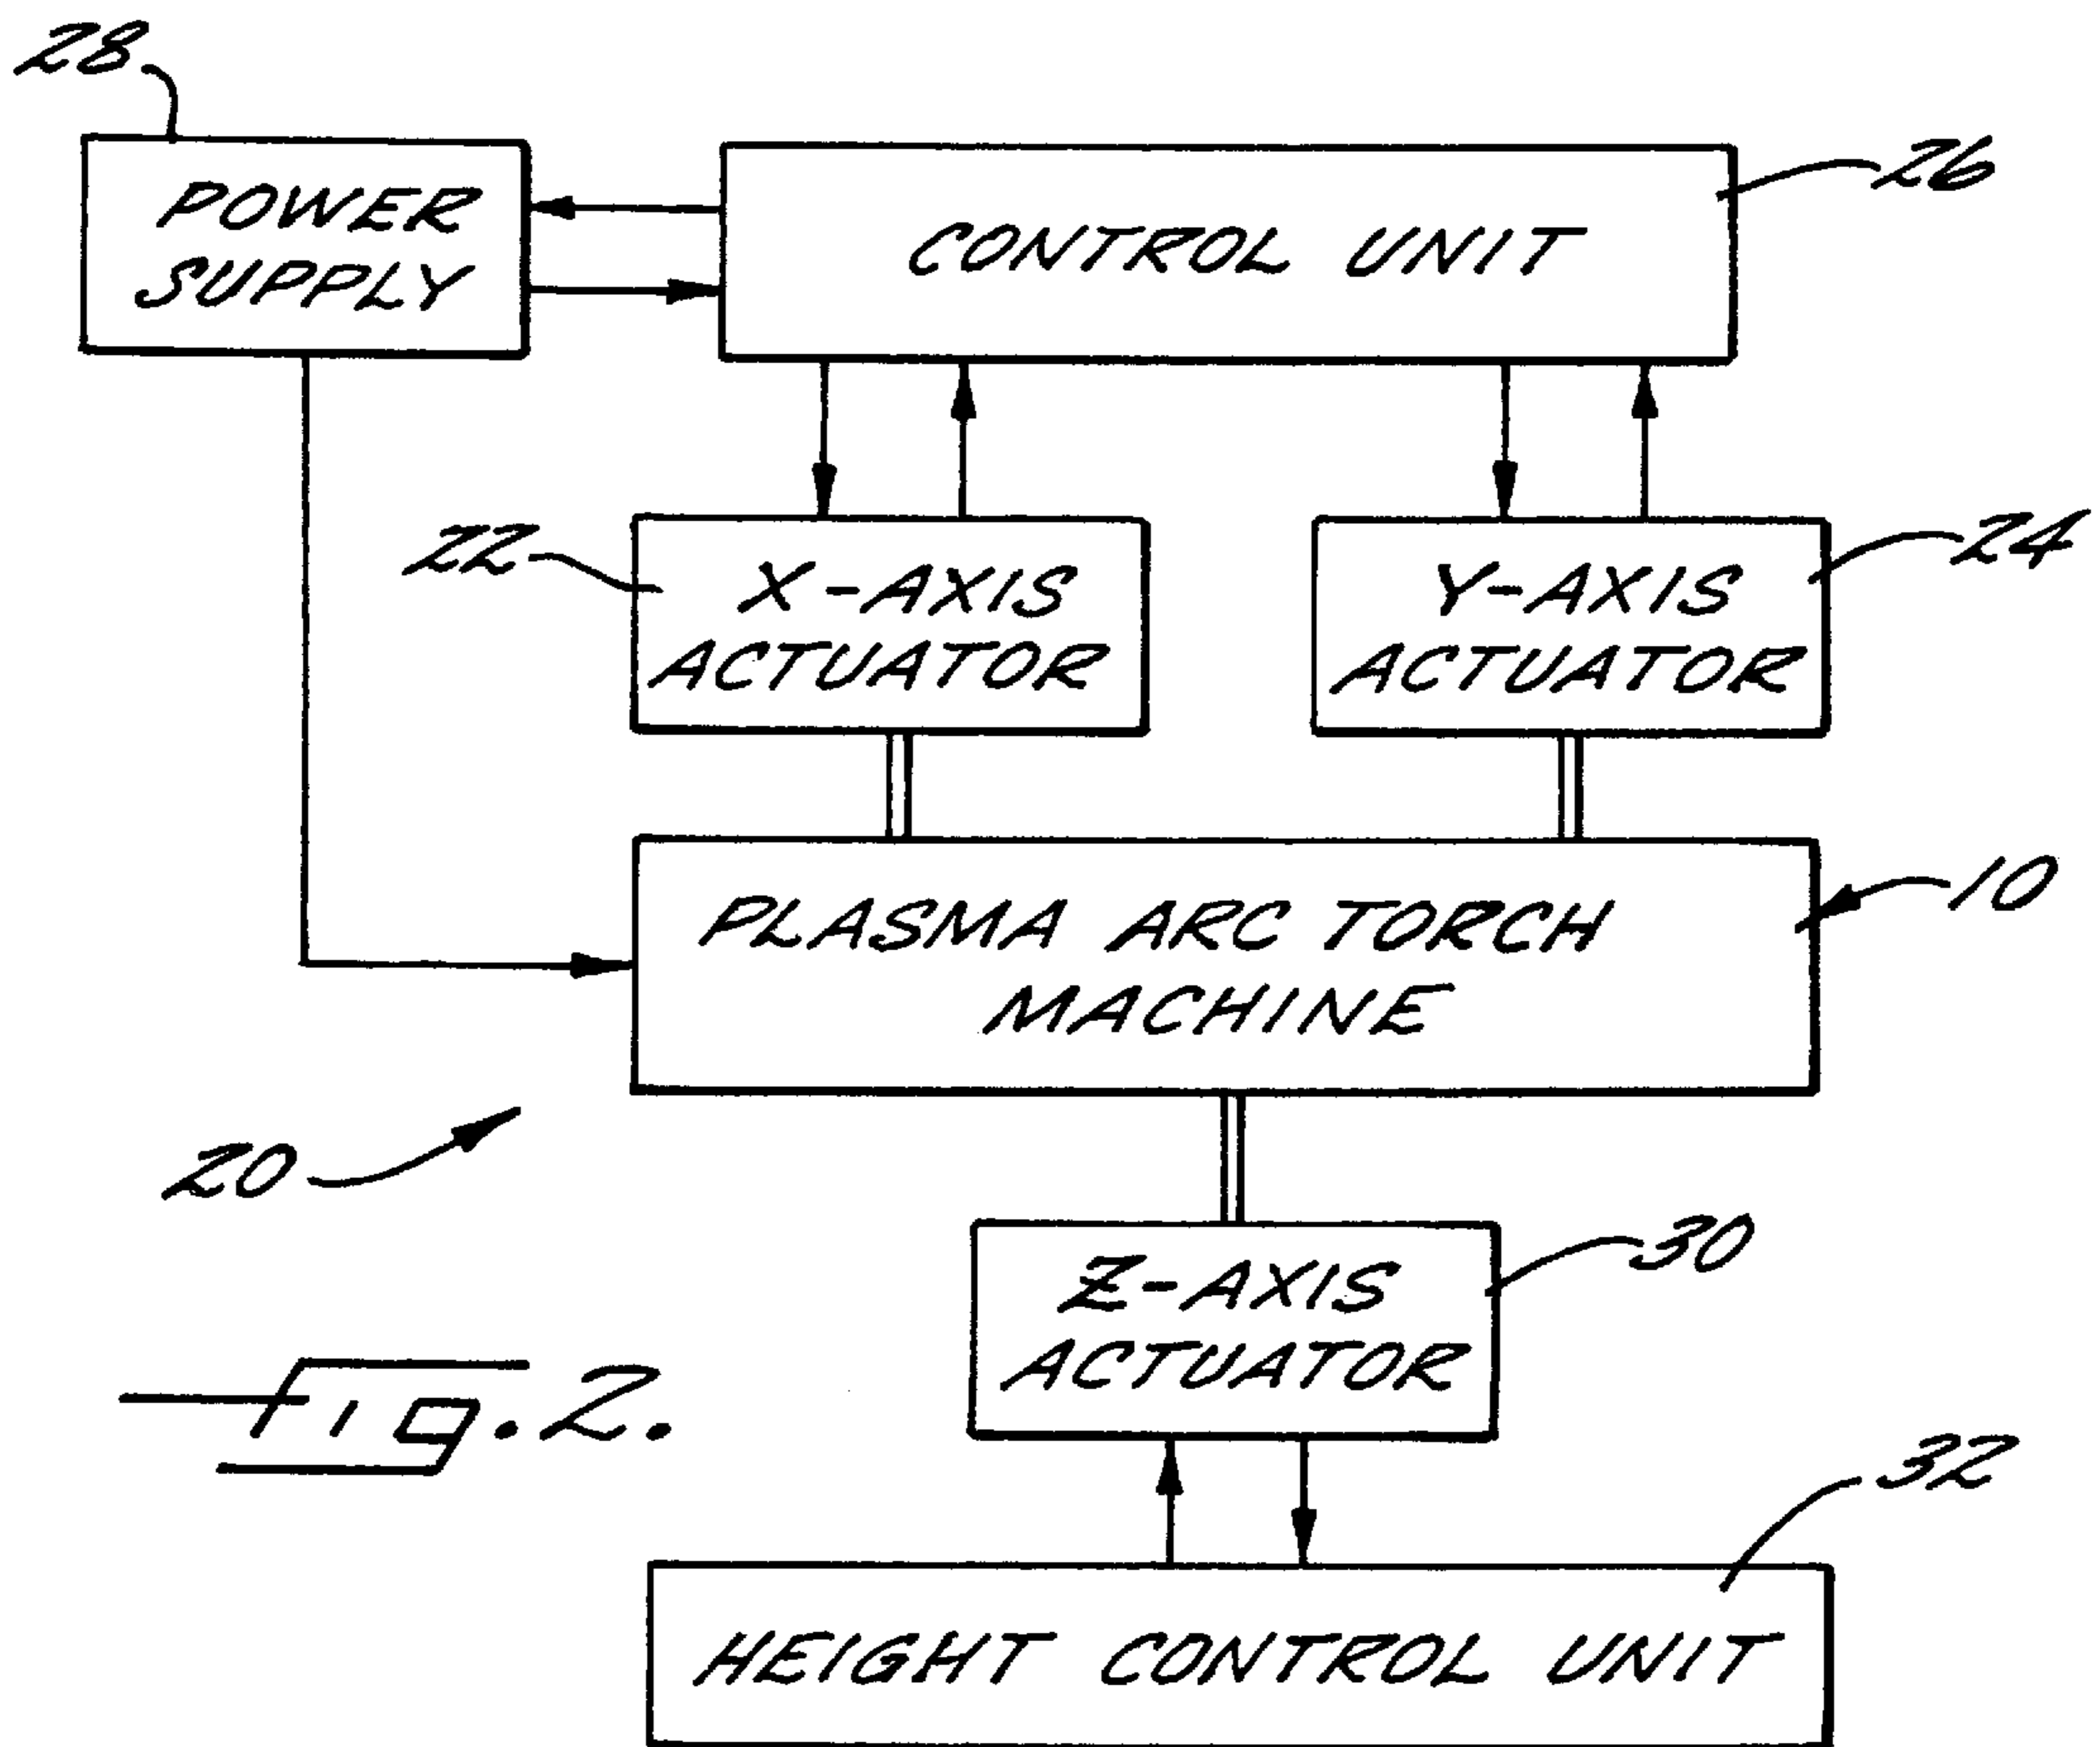 28
POWER
SUPPLY
CONTROL UNIT
26
22
X-AXIS
ACTUATOR
Y-AXIS
ACTUATOR
24
PLASMA ARC TORCH
MACHINE
10
20
Z-AXIS
ACTUATOR
30
Fig. 2.
32
HEIGHT CONTROL UNIT